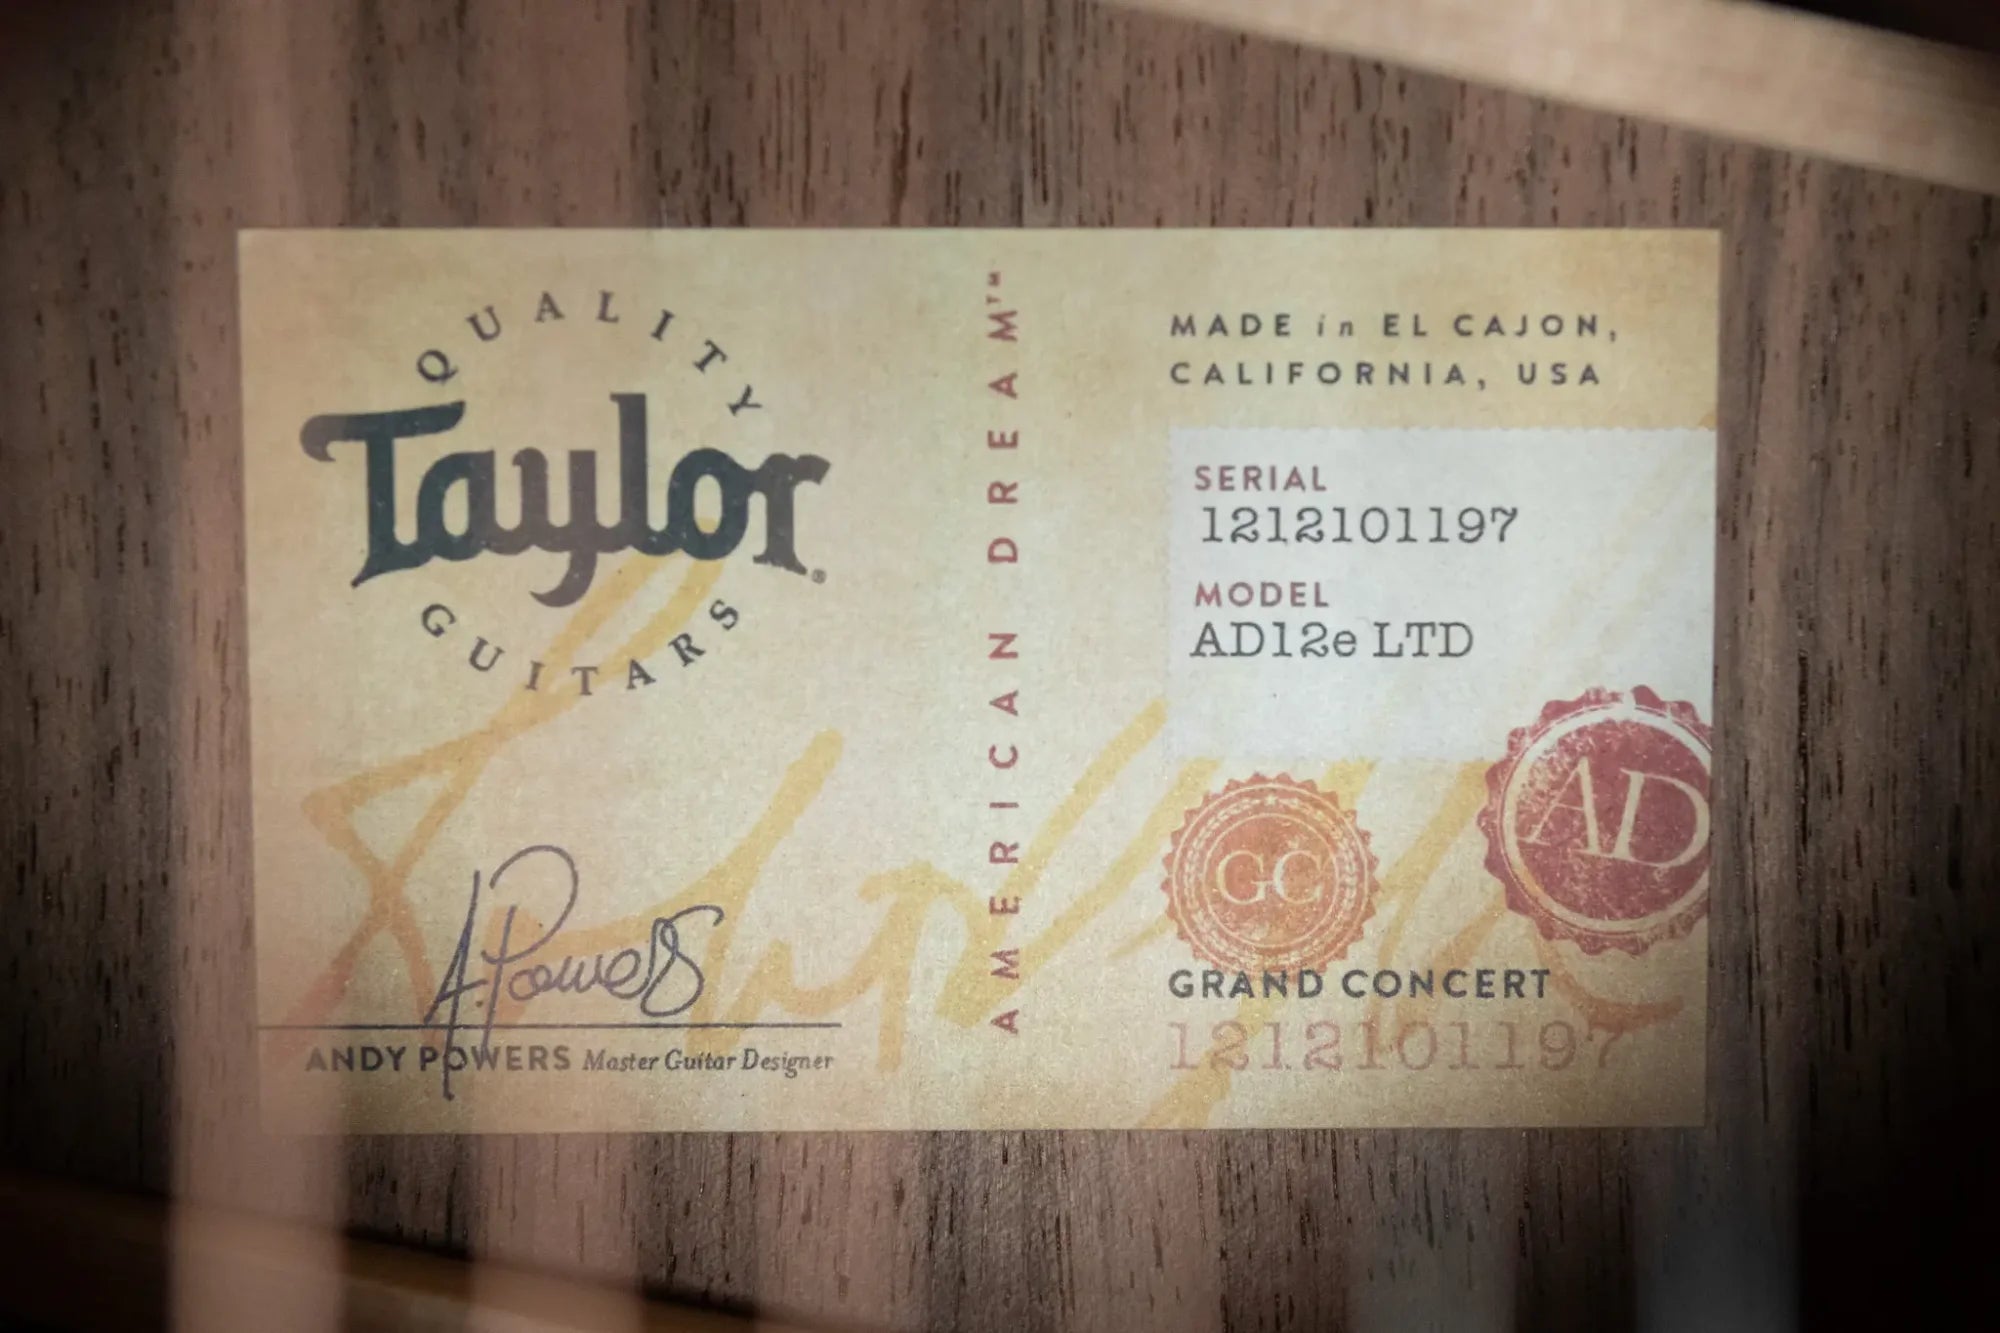 QUALITY
Taylor®
GUITARS
A. Powers
ANDY POWERS Master Guitar Designer
AMERICAN DREAM™
MADE in EL CAJON,
CALIFORNIA, USA
SERIAL
1212101197
MODEL
AD12e LTD
AD
GC
GRAND CONCERT
1212101197